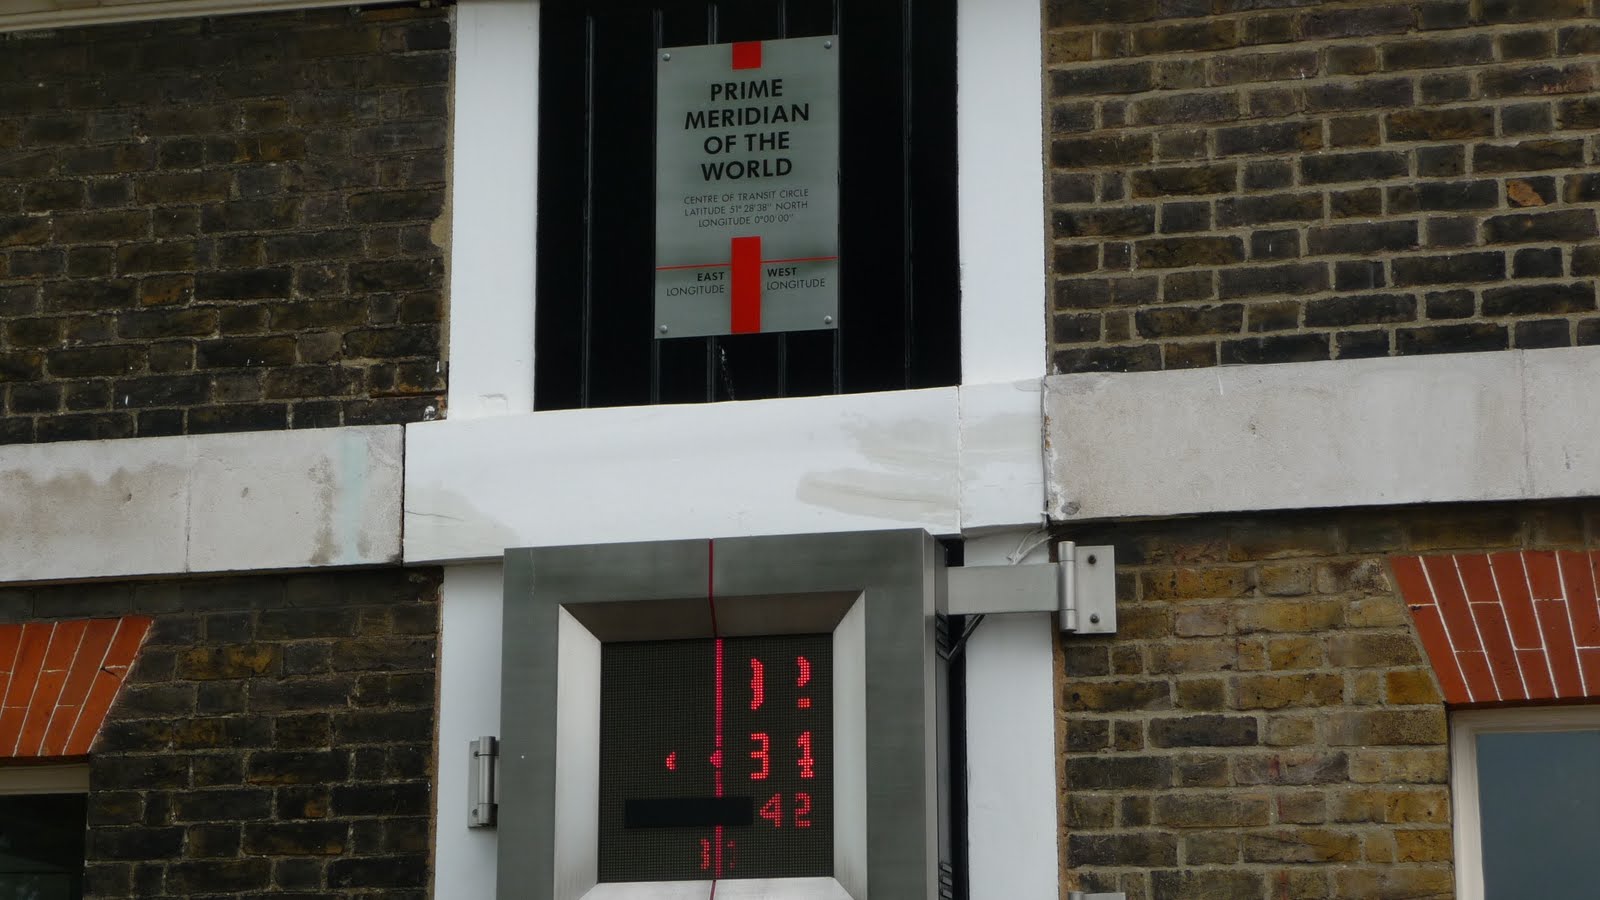 PRIME
MERIDIAN
OF THE
WORLD
CENTRE OF TRANSIT CIRCLE
LATITUDE 51° 28' 38'' NORTH
LONGITUDE 0° 00' 00''
EAST WEST
LONGITUDE LONGITUDE
31
42